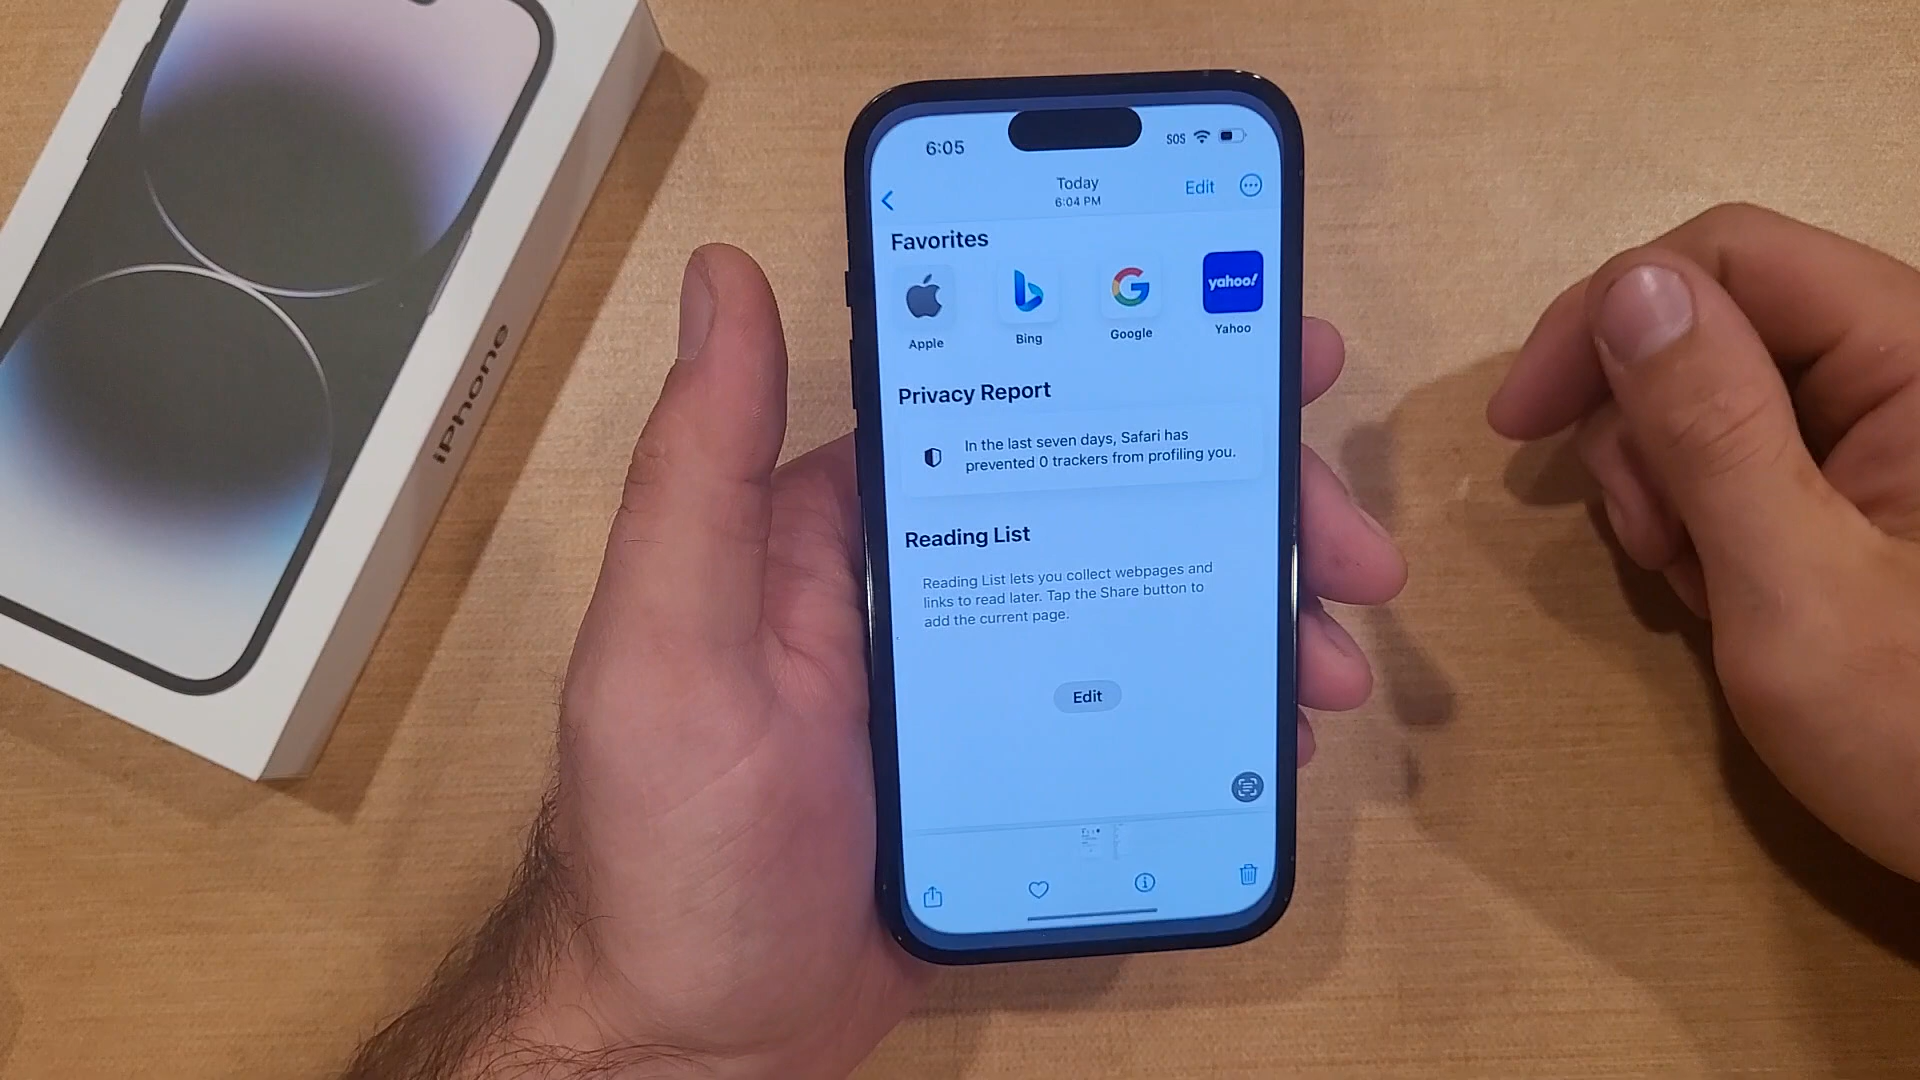 iPhone
6:05
SOS
Today
6:04 PM
Edit
Favorites
yahoo!
Apple
Bing
Google
Yahoo
Privacy Report
In the last seven days, Safari has
prevented 0 trackers from profiling you.
Reading List
Reading List lets you collect webpages and
links to read later. Tap the Share button to
add the current page.
Edit